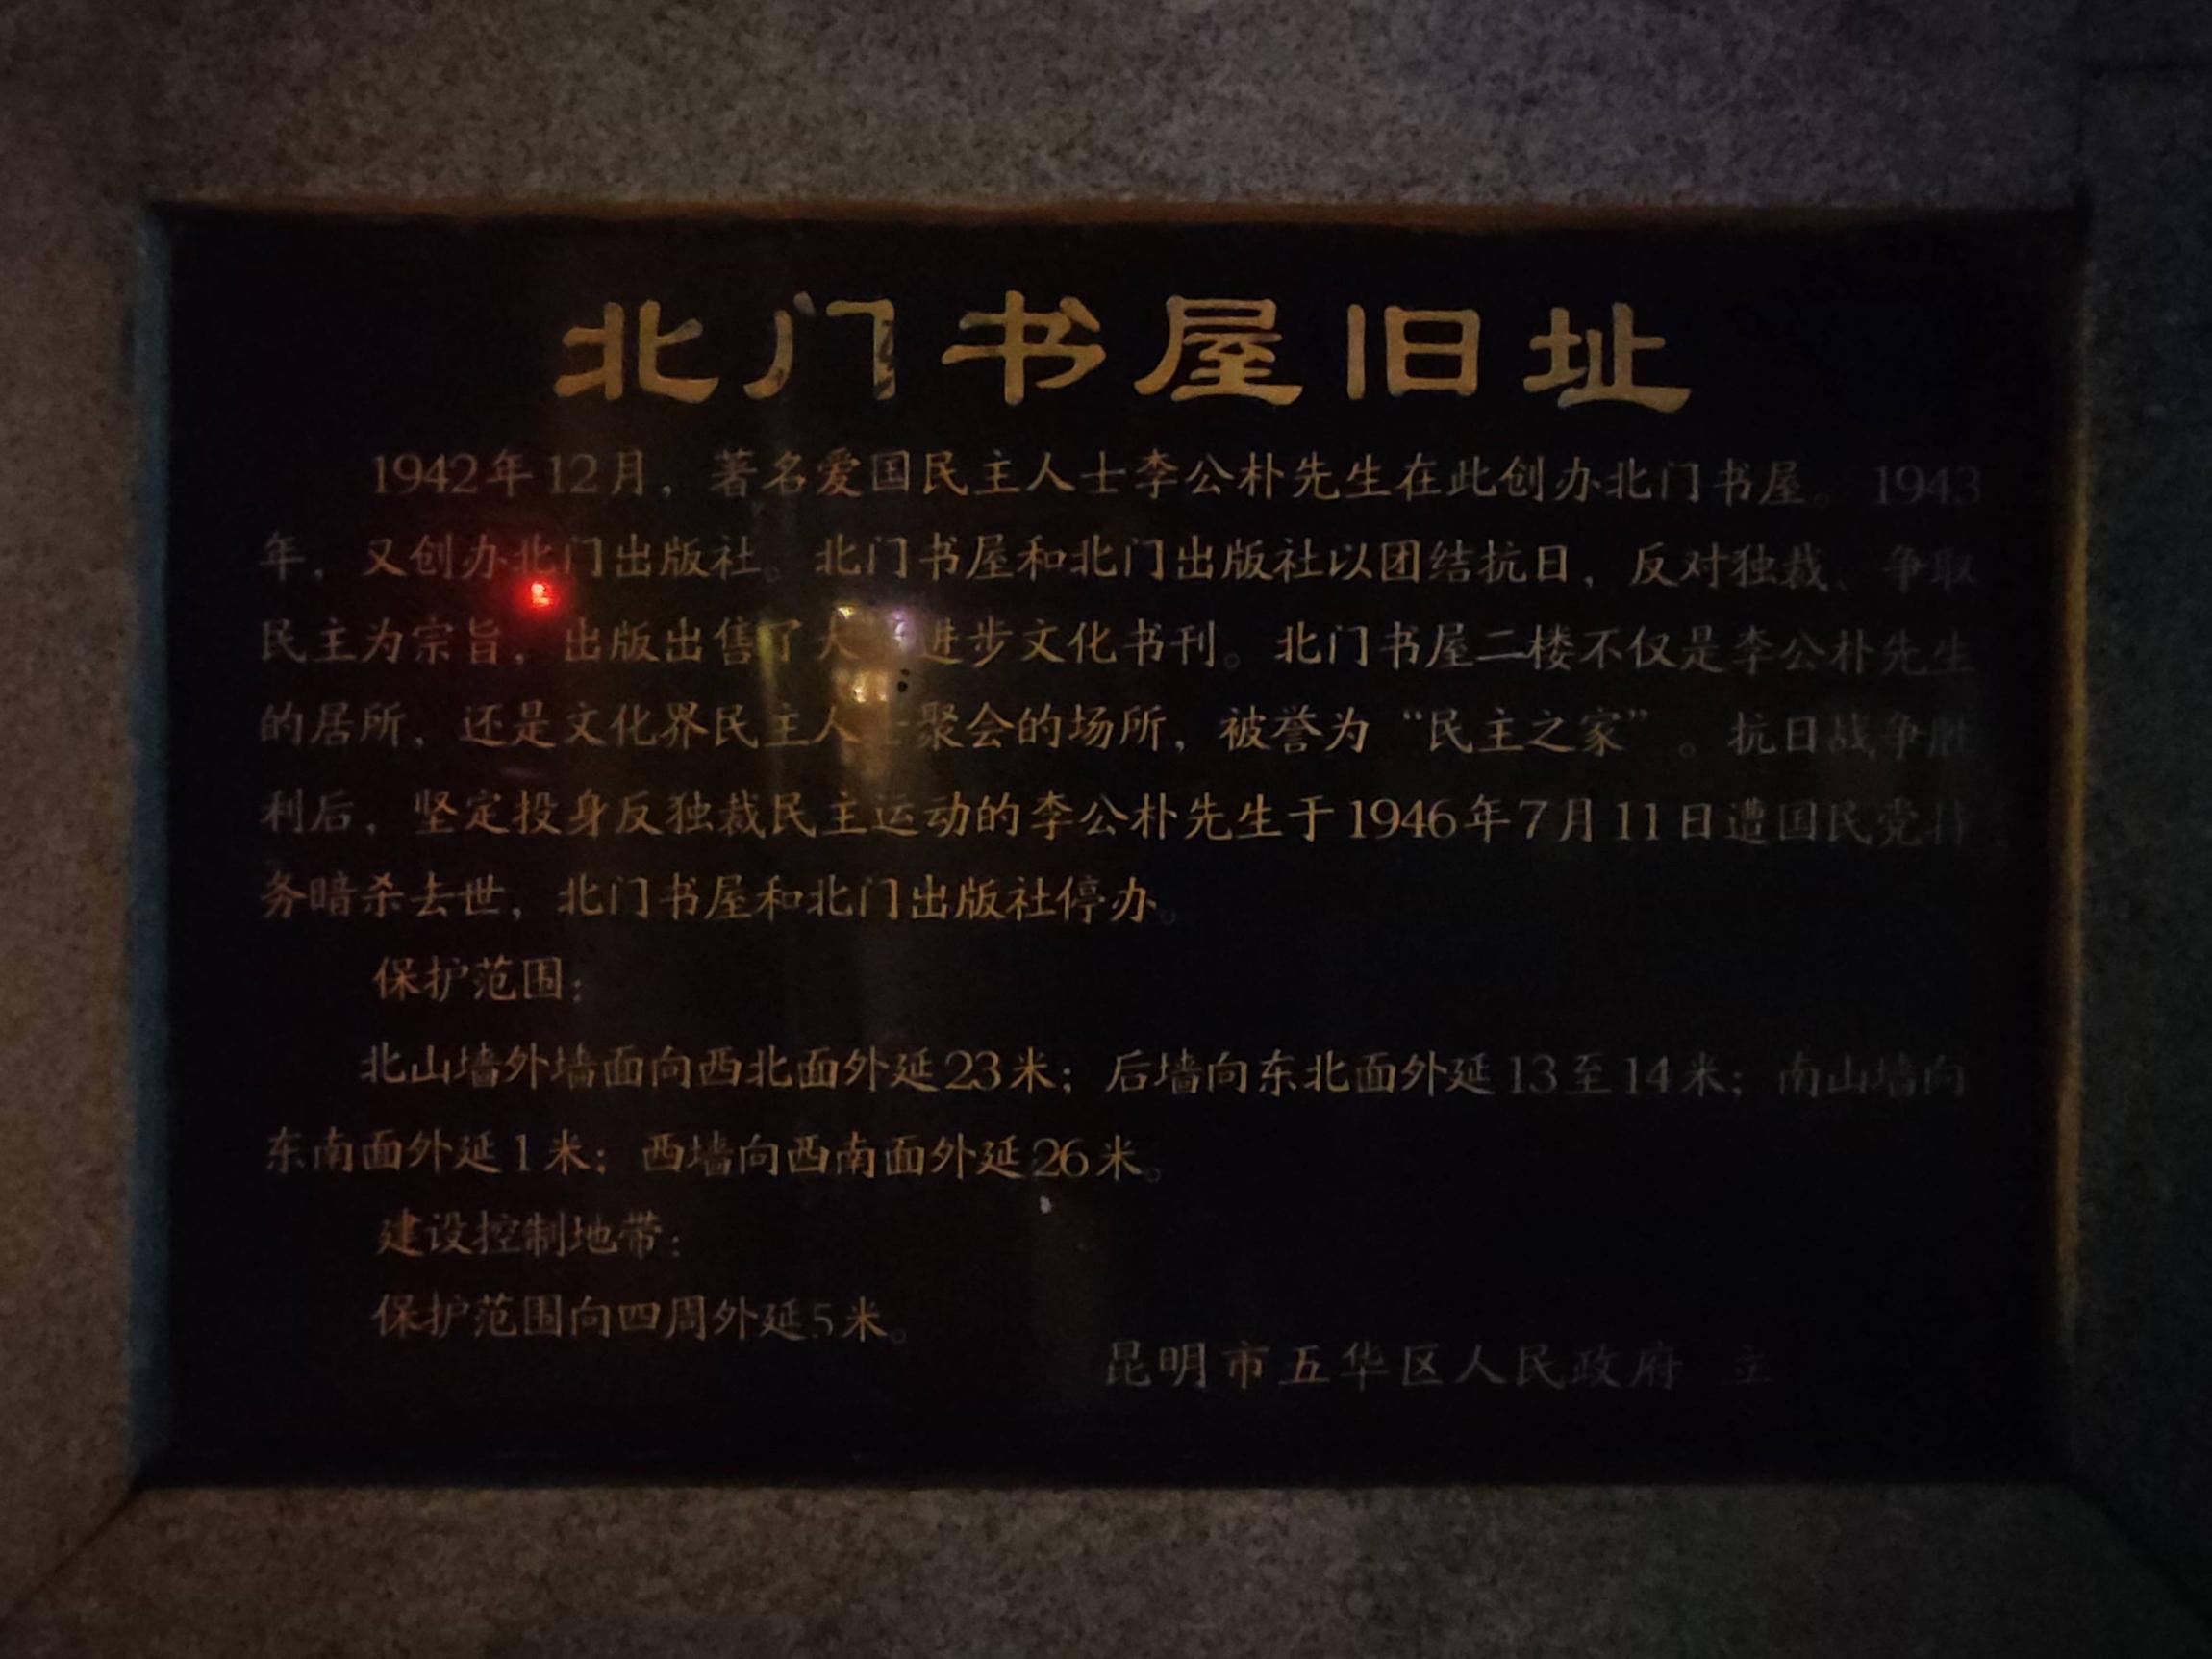 北门书屋旧址
1942年12月，著名爱国民主人士李公朴先生在此创办北门书屋。1943
年，又创办北门出版社。北门书屋和北门出版社以团结抗日，反对独裁、争取
民主为宗旨，出版出售了大 进步文化书刊。北门书屋二楼不仅是李公朴先生
的居所，还是文化界民主人士聚会的场所，被誉为“民主之家”。抗日战争胜
利后，坚定投身反独裁民主运动的李公朴先生于1946年7月11日遭国民党特
务暗杀去世，北门书屋和北门出版社停办。
保护范围：
北山墙外墙面向西北面外延23米；后墙向东北面外延13至14米；南山墙向
东南面外延1米；西墙向西南面外延26米。
建设控制地带：
保护范围向四周外延5米。
昆明市五华区人民政府 立